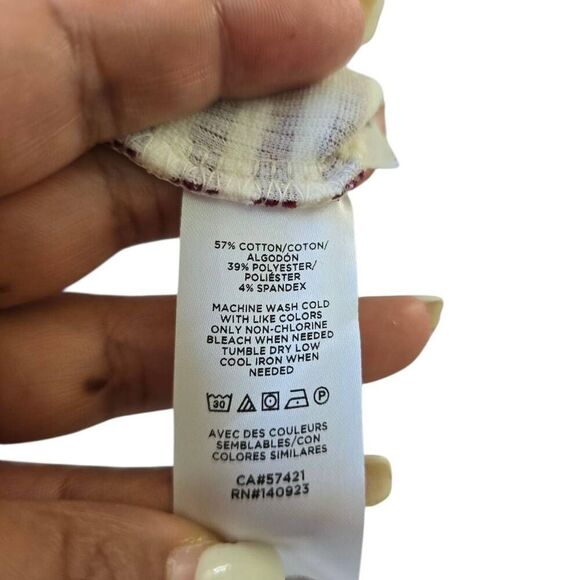 57% COTTON/COTON/
ALGODÓN
39% POLYESTER/
POLIÉSTER
4% SPANDEX
MACHINE WASH COLD
WITH LIKE COLORS
ONLY NON-CHLORINE
BLEACH WHEN NEEDED
TUMBLE DRY LOW
COOL IRON WHEN
NEEDED
30 P
AVEC DES COULEURS
SEMBLABLES/CON
COLORES SIMILARES
CA#57421
RN#140923